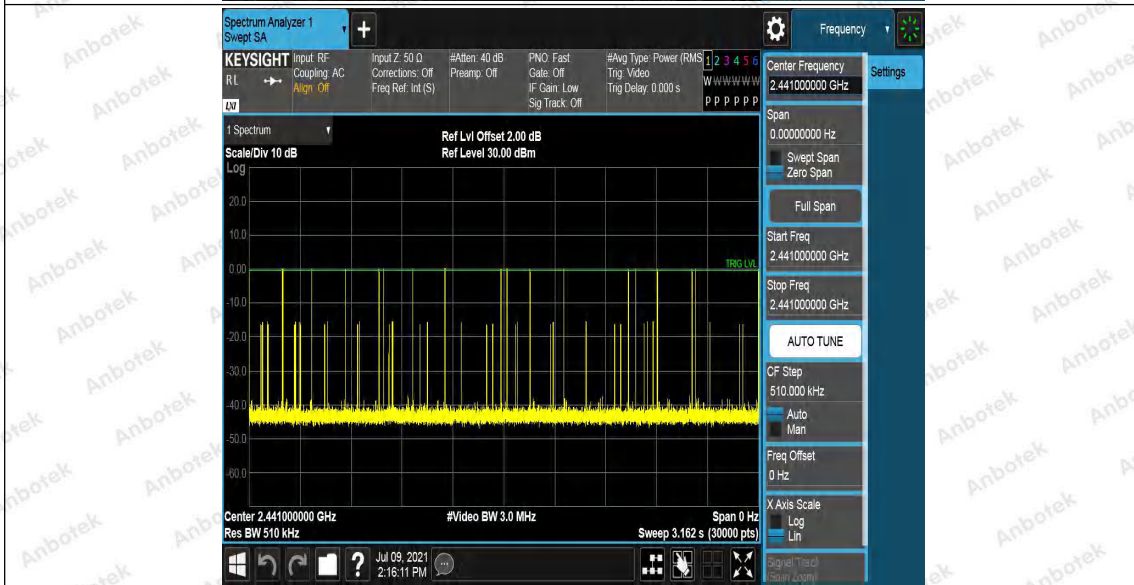 Spectrum Analyzer 1
Swept SA
+
Frequency
KEYSIGHT
RL
LXI
Input: RF
Coupling: AC
Align: Off
Input Z: 50 Ω
Corrections: Off
Freq Ref: Int (S)
#Atten: 40 dB
Preamp: Off
PNO: Fast
Gate: Off
IF Gain: Low
Sig Track: Off
#Avg Type: Power (RMS
Trig: Video
Trig Delay: 0.000 s
1 2 3 4 5 6
W W W W W W
P P P P P P
Center Frequency
2.441000000 GHz
Settings
Span
0.00000000 Hz
Swept Span
Zero Span
Full Span
Start Freq
2.441000000 GHz
Stop Freq
2.441000000 GHz
AUTO TUNE
CF Step
510.000 kHz
Auto
Man
Freq Offset
0 Hz
X Axis Scale
Log
Lin
Signal Track
(Span Zoom)
1 Spectrum
Scale/Div 10 dB
Log
Ref Lvl Offset 2.00 dB
Ref Level 30.00 dBm
20.0
10.0
0.00
TRIG LVL
-10.0
-20.0
-30.0
-40.0
-50.0
-60.0
Center 2.441000000 GHz
Res BW 510 kHz
#Video BW 3.0 MHz
Span 0 Hz
Sweep 3.162 s (30000 pts)
?
Jul 09, 2021
2:16:11 PM
Anbotek